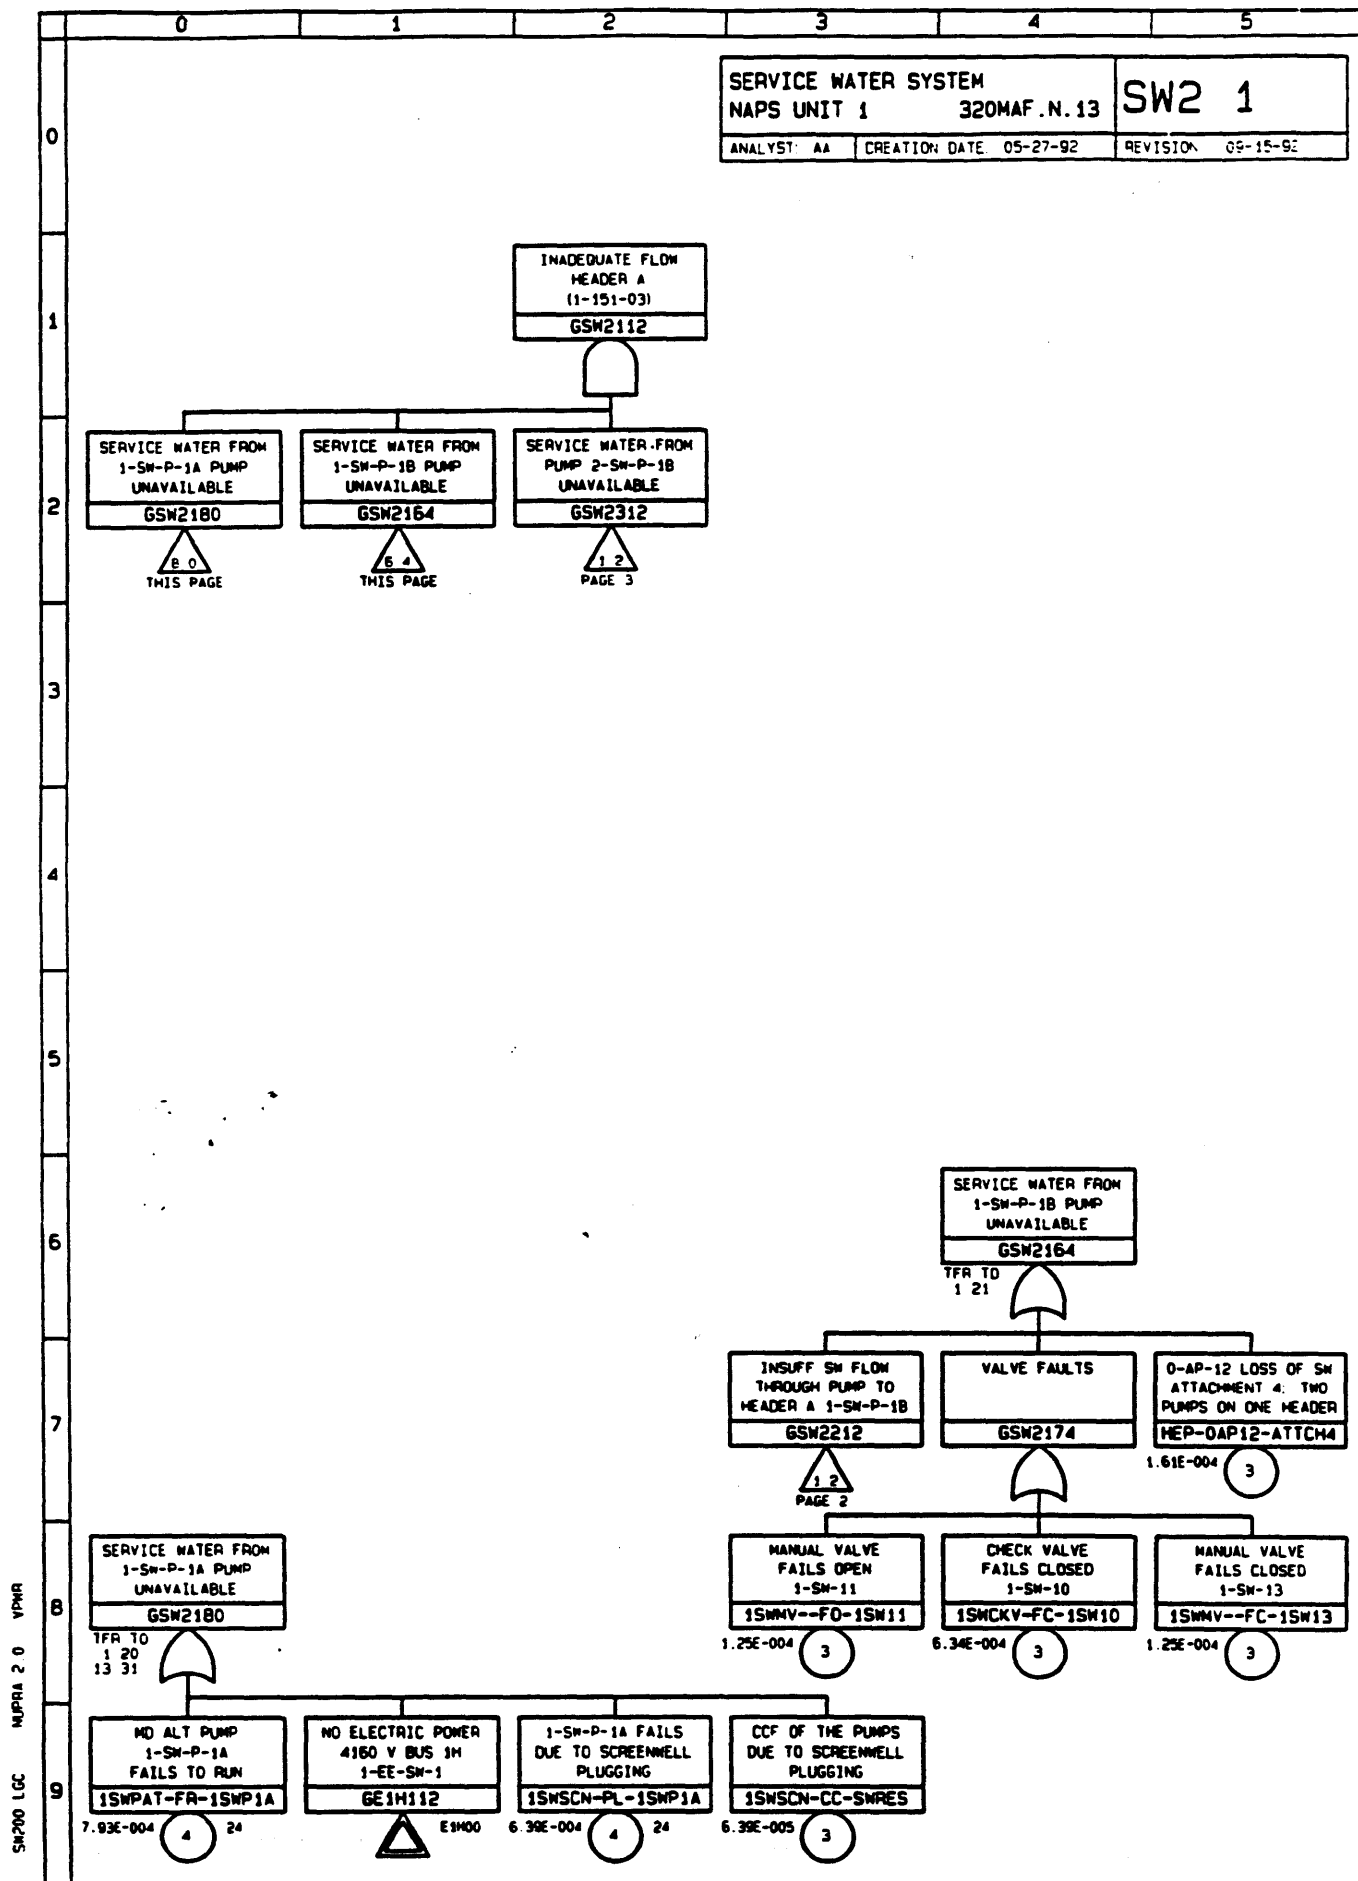 0 1 2 3 4 5
SERVICE WATER SYSTEM
NAPS UNIT 1 320MAF.N.13
SW2 1
ANALYST: AA CREATION DATE 05-27-92 REVISION 09-15-92
0
INADEQUATE FLOW
HEADER A
(1-151-03)
GSW2112
1
SERVICE WATER FROM
1-SW-P-1A PUMP
UNAVAILABLE
GSW2180
8 0
THIS PAGE
SERVICE WATER FROM
1-SW-P-1B PUMP
UNAVAILABLE
GSW2164
6 4
THIS PAGE
SERVICE WATER FROM
PUMP 2-SW-P-1B
UNAVAILABLE
GSW2312
1 2
PAGE 3
2
3
4
5
6
SERVICE WATER FROM
1-SW-P-1B PUMP
UNAVAILABLE
GSW2164
TFR TO
1 21
7
INSUFF SW FLOW
THROUGH PUMP TO
HEADER A 1-SW-P-1B
GSW2212
1 2
PAGE 2
VALVE FAULTS
GSW2174
0-AP-12 LOSS OF SW
ATTACHMENT 4: TWO
PUMPS ON ONE HEADER
HEP-0AP12-ATTCH4
1.61E-004 3
8
SERVICE WATER FROM
1-SW-P-1A PUMP
UNAVAILABLE
GSW2180
TFR TO
1 20
13 31
MANUAL VALVE
FAILS OPEN
1-SW-11
1SWMV--FO-1SW11
1.25E-004 3
CHECK VALVE
FAILS CLOSED
1-SW-10
1SWCKV-FC-1SW10
6.34E-004 3
MANUAL VALVE
FAILS CLOSED
1-SW-13
1SWMV--FC-1SW13
1.25E-004 3
9
MD ALT PUMP
1-SW-P-1A
FAILS TO RUN
1SWPAT-FR-1SWP1A
7.93E-004 4 24
NO ELECTRIC POWER
4160 V BUS 1H
1-EE-SW-1
GE1H112
E1H00
1-SW-P-1A FAILS
DUE TO SCREENWELL
PLUGGING
1SWSCN-PL-1SWP1A
6.39E-004 4 24
CCF OF THE PUMPS
DUE TO SCREENWELL
PLUGGING
1SWSCN-CC-SWRES
6.39E-005 3
SW200 LGC NUPRA 2.0 VPWR